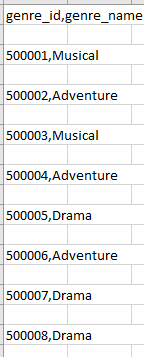 genre_id,genre_name
500001,Musical
500002,Adventure
500003,Musical
500004,Adventure
500005,Drama
500006,Adventure
500007,Drama
500008,Drama